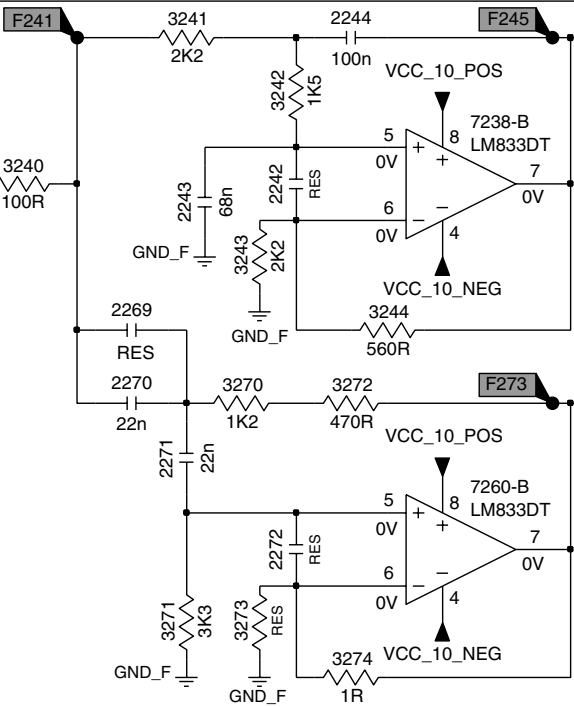 F241
3241
2K2
2244
100n
F245
3242
1K5
VCC_10_POS
7238-B
LM833DT
5
0V
+
+
8
7
0V
3240
100R
2243
68n
2242
RES
6
0V
−
−
4
GND_F
3243
2K2
VCC_10_NEG
GND_F
3244
560R
2269
RES
2270
22n
3270
1K2
3272
470R
F273
2271
22n
VCC_10_POS
7260-B
LM833DT
5
0V
+
+
8
7
0V
2272
RES
6
0V
−
−
4
3271
3K3
3273
RES
VCC_10_NEG
GND_F
GND_F
3274
1R